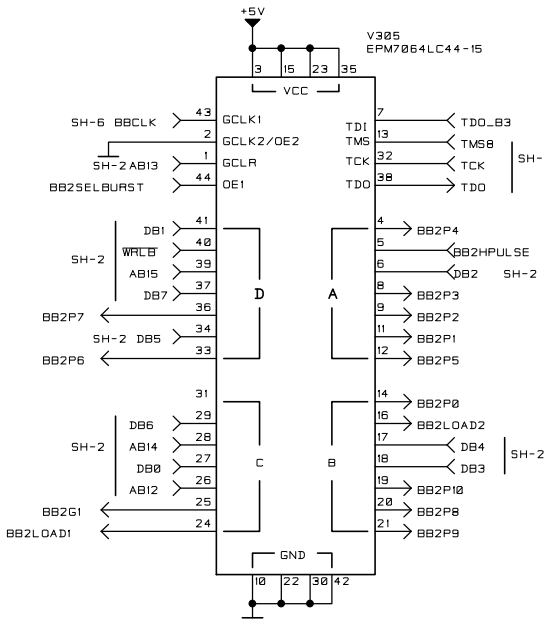 +5V
V305
EPM7064LC44-15
3 15 23 35
VCC
SH-6 BBCLK 43 GCLK1
2 GCLK2/OE2
SH-2 AB13 1 GCLR
BB2SELBURST 44 OE1
TDI 7 TDO_B3
TMS 13 TMS8
TCK 32 TCK
TDO 38 TDO
SH-
SH-2
DB1 41
WRLB 40
AB15 39
DB7 37
BB2P7 36
SH-2 DB5 34
BB2P6 33
D
A
4 BB2P4
5 BB2HPULSE
6 DB2 SH-2
8 BB2P3
9 BB2P2
11 BB2P1
12 BB2P5
31
SH-2
DB6 29
AB14 28
DB0 27
AB12 26
BB2G1 25
BB2LOAD1 24
C
B
14 BB2P0
16 BB2LOAD2
17 DB4
18 DB3
SH-2
19 BB2P10
20 BB2P8
21 BB2P9
GND
10 22 30 42